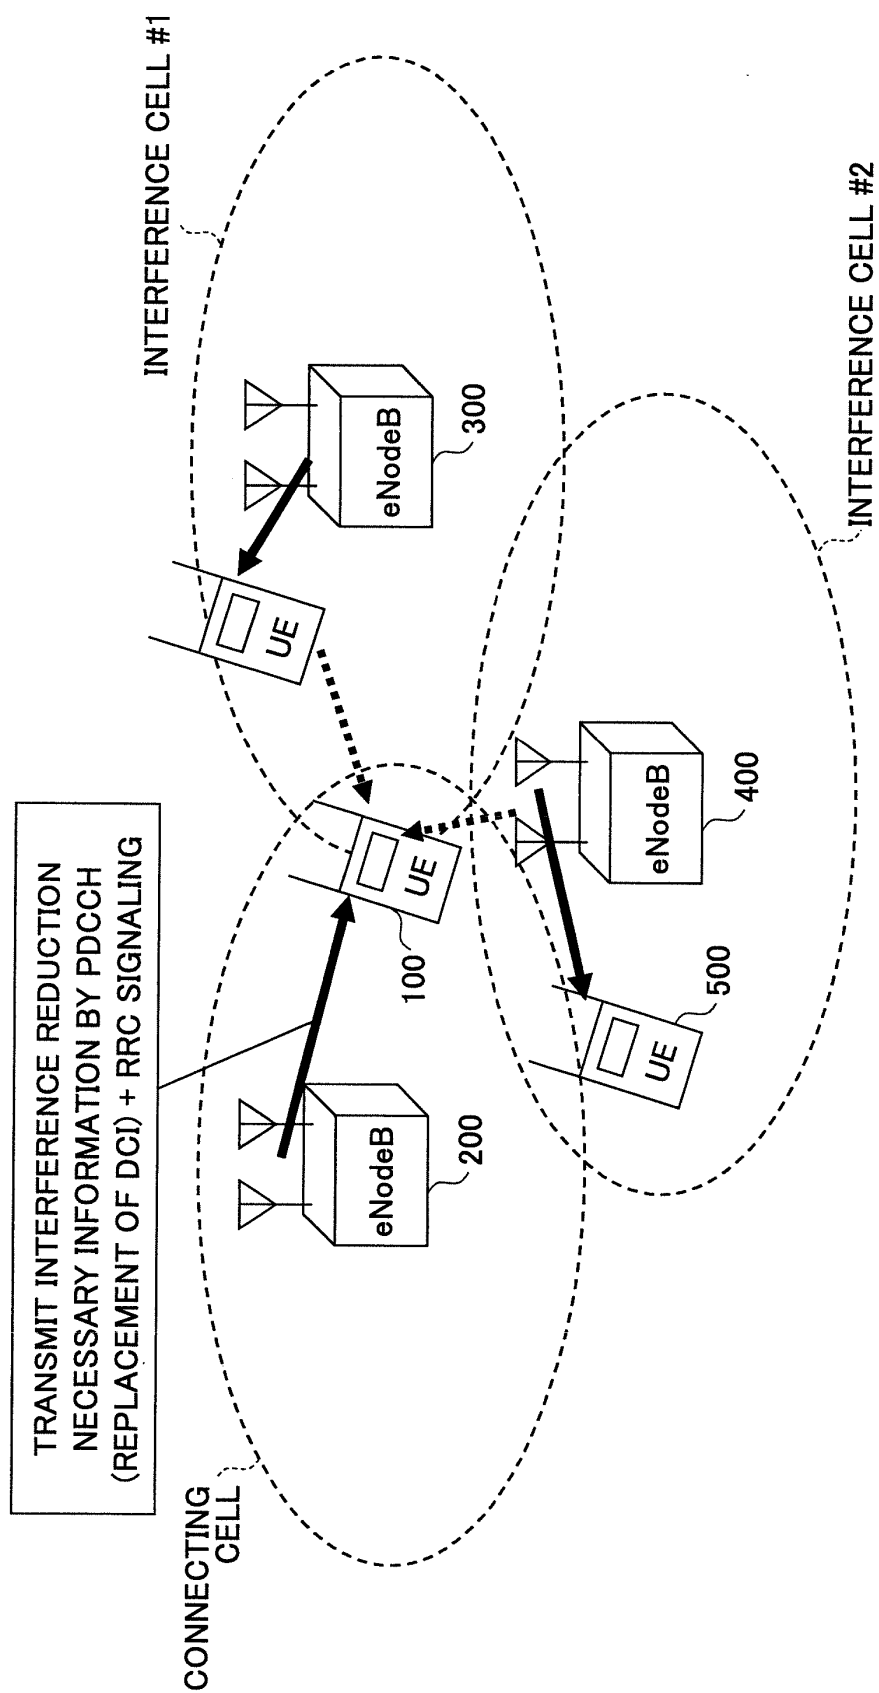 TRANSMIT INTERFERENCE REDUCTION
NECESSARY INFORMATION BY PDCCH
(REPLACEMENT OF DCI) + RRC SIGNALING
CONNECTING
CELL
INTERFERENCE CELL #1
eNodeB
200
UE
100
UE
eNodeB
300
UE
500
eNodeB
400
INTERFERENCE CELL #2